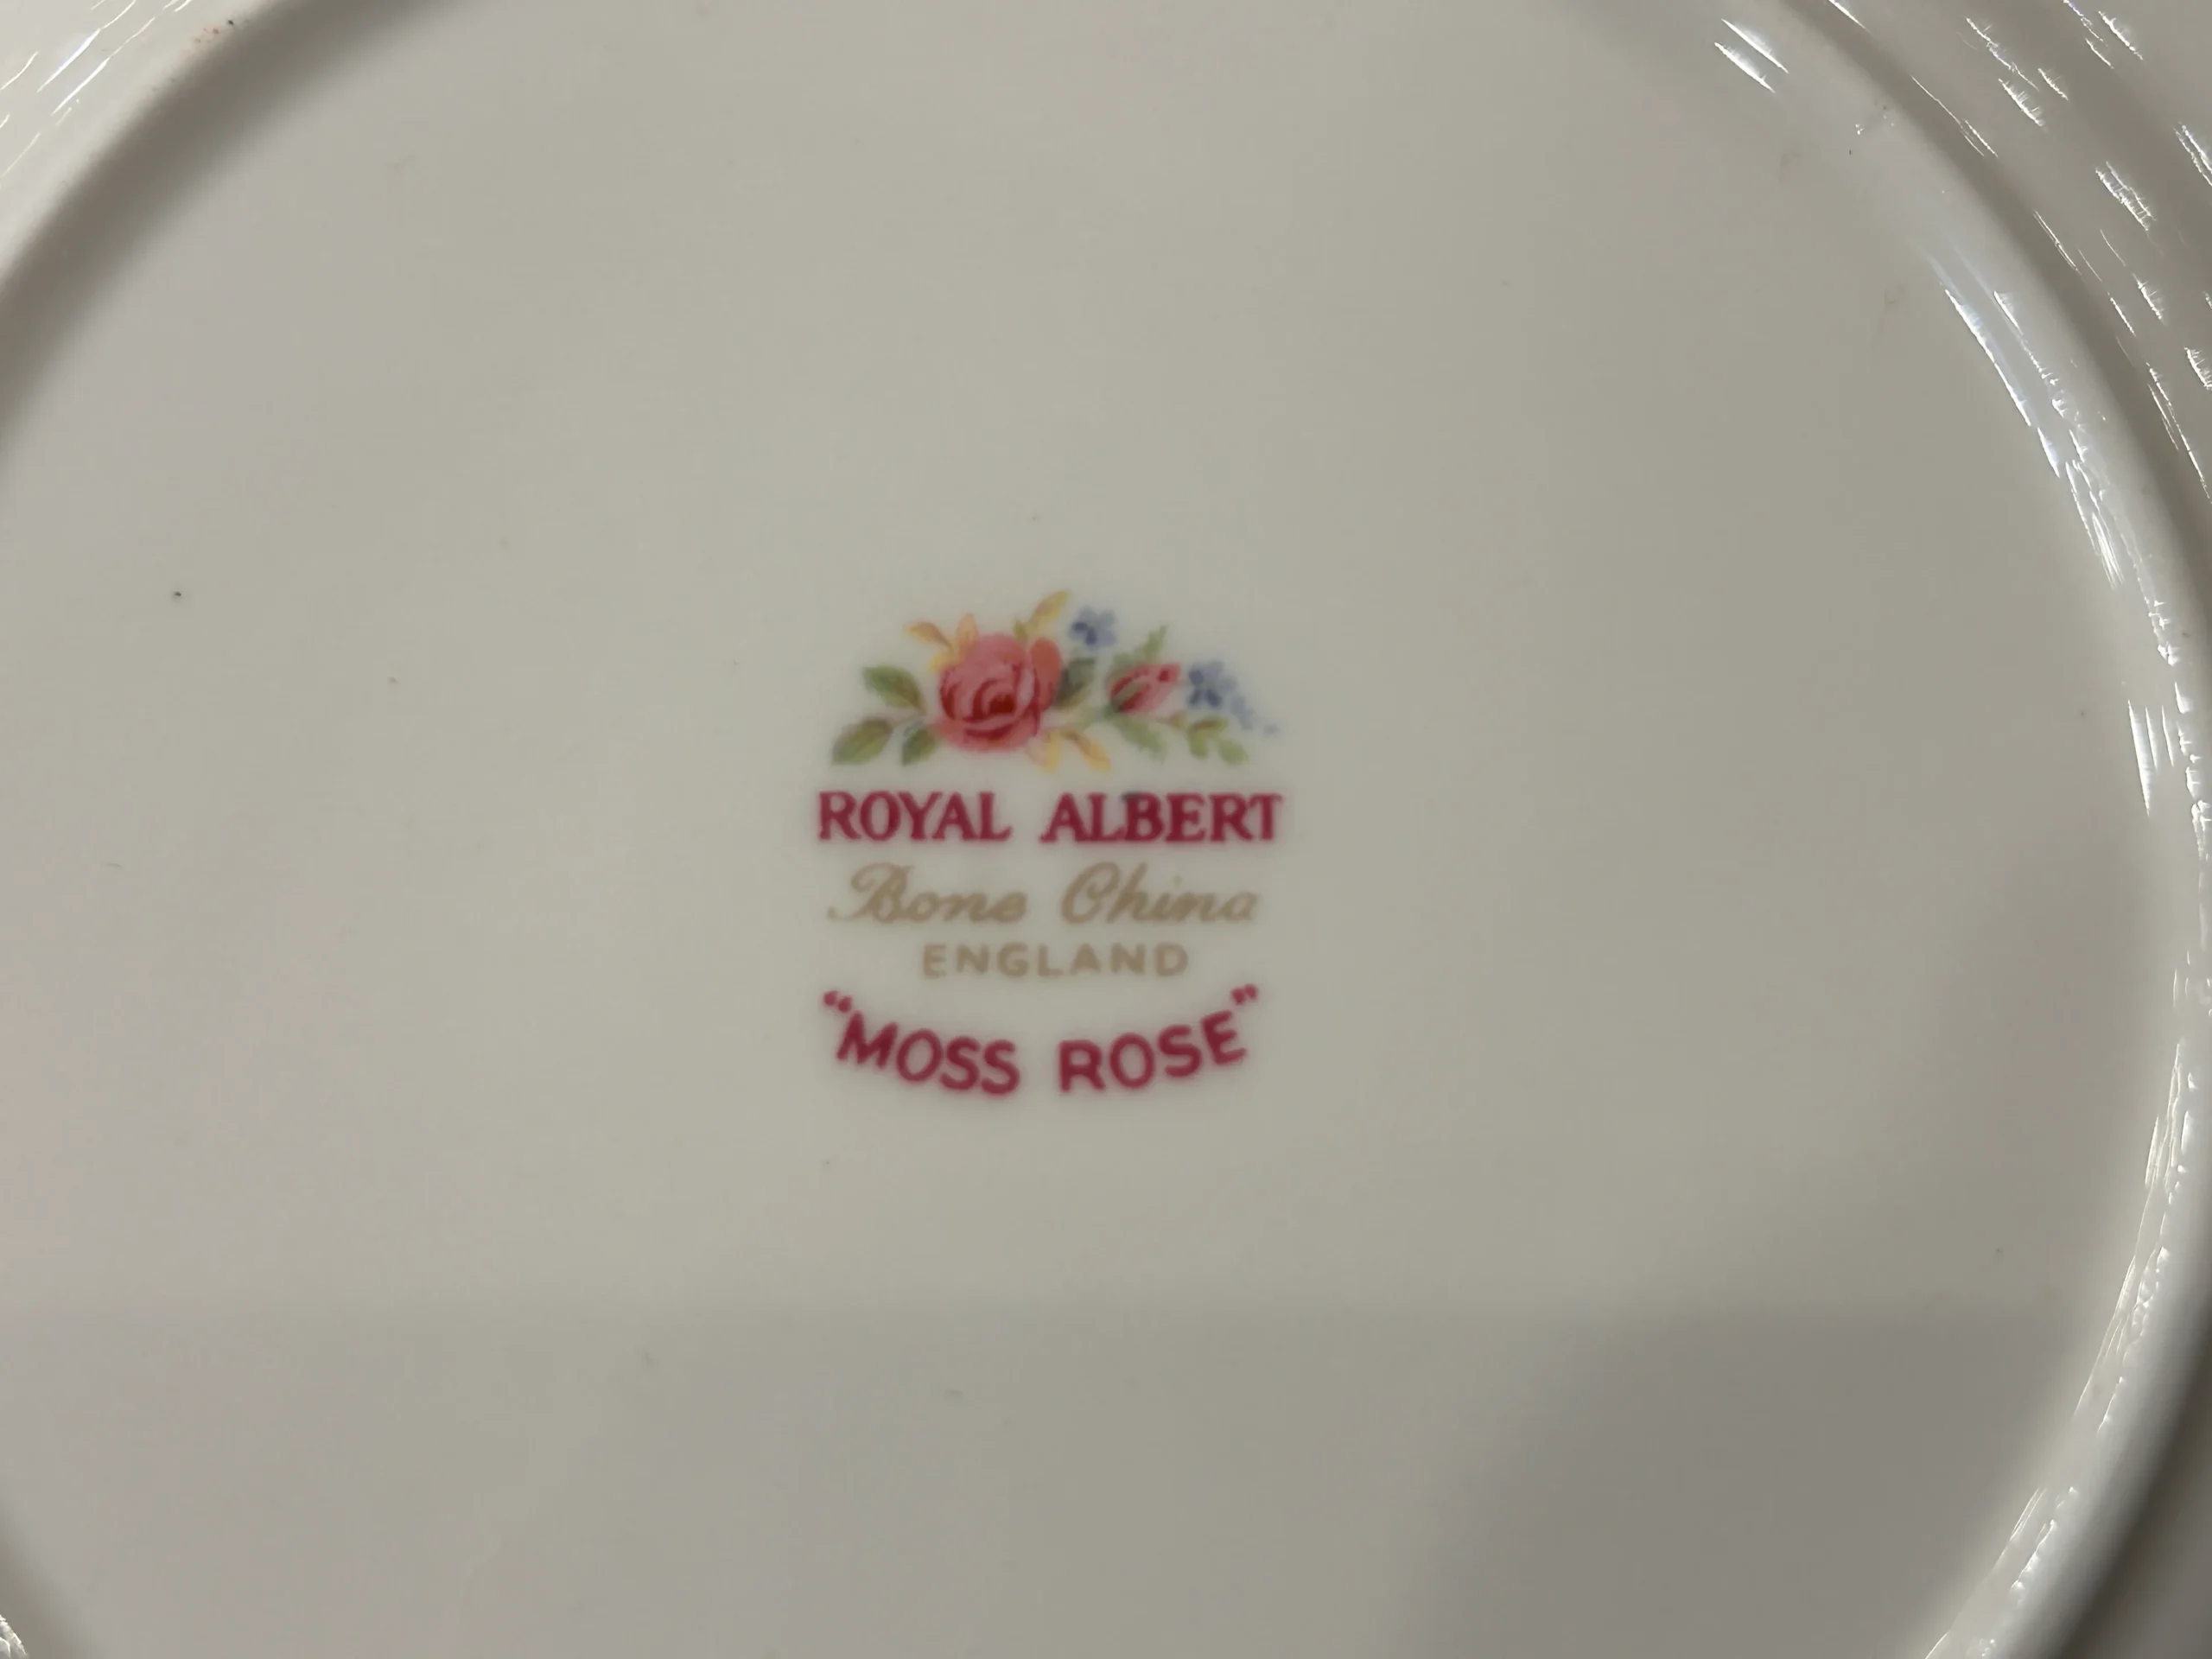 ROYAL ALBERT
Bone China
ENGLAND
"MOSS ROSE"